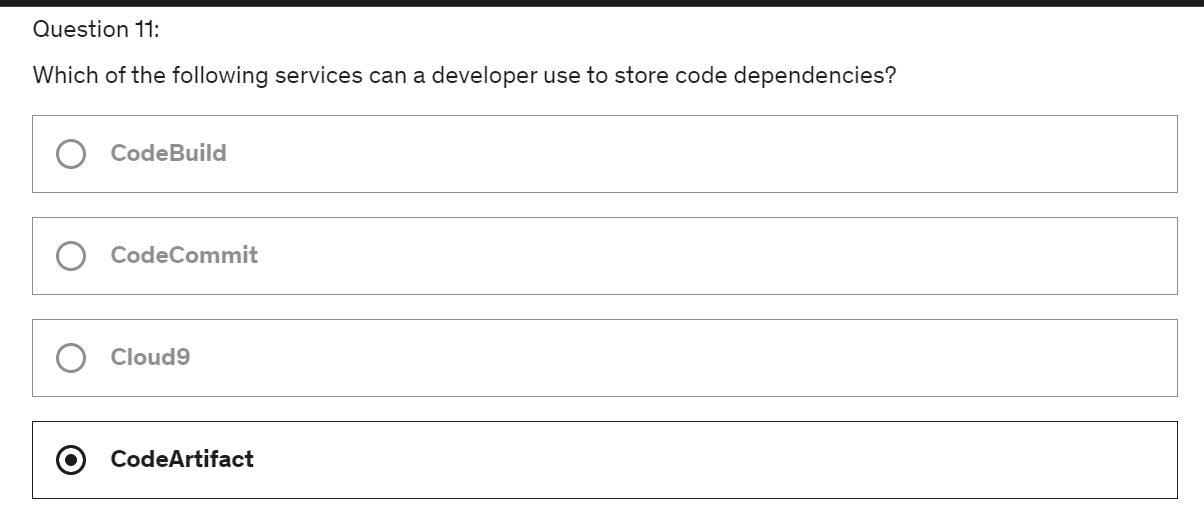 Question 11:
Which of the following services can a developer use to store code dependencies?
CodeBuild
CodeCommit
Cloud9
CodeArtifact